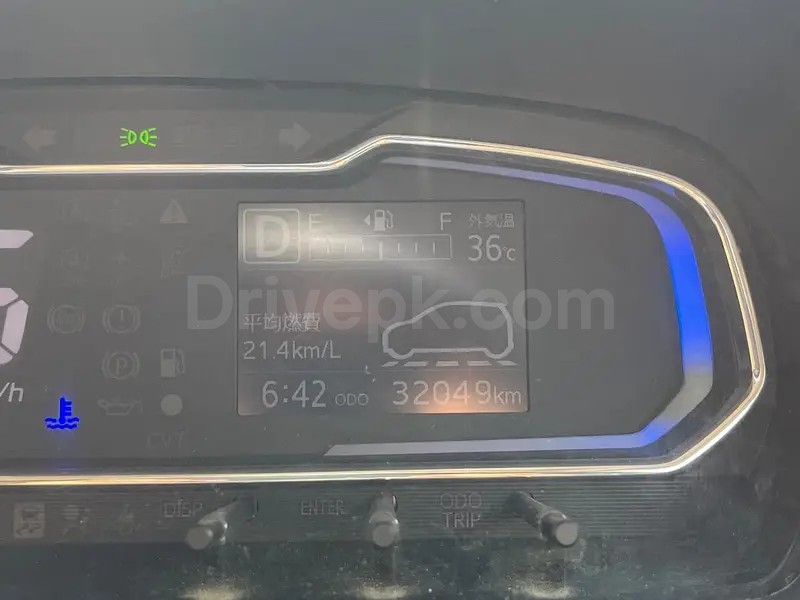 D E F 外気温
36℃
Drivepk.com
平均燃費
21.4km/L
6:42 ODO 32049km
/h
CVT
DISP ENTER ODO
TRIP